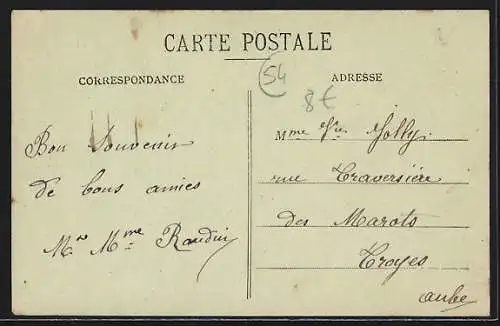 CARTE POSTALE
54
CORRESPONDANCE
ADRESSE
8€
Mme Vve Jolly
Bon Souvenir
rue Traversière
de bons amies
des Marots
Mr Mme Raudin
Troyes
aube